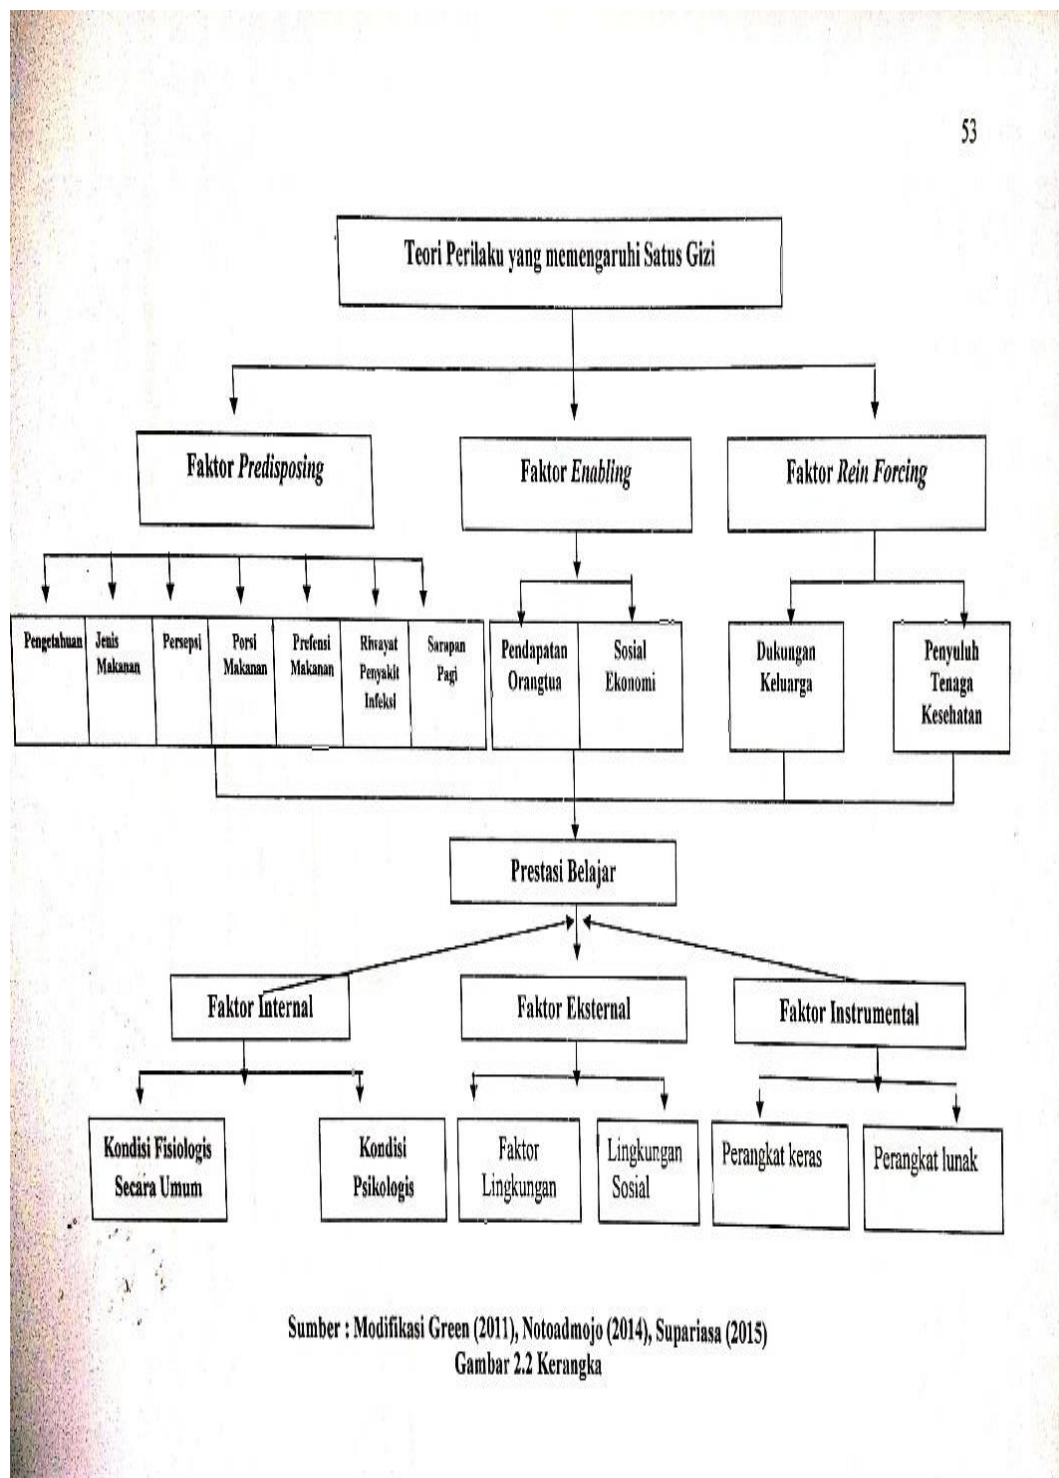 53
Teori Perilaku yang memengaruhi Satus Gizi
Faktor Predisposing
Faktor Enabling
Faktor Rein Forcing
Pengetahuan
Jenis
Makanan
Persepsi
Porsi
Makanan
Prefensi
Makanan
Riwayat
Penyakit
Infeksi
Sarapan
Pagi
Pendapatan
Orangtua
Sosial
Ekonomi
Dukungan
Keluarga
Penyuluh
Tenaga
Kesehatan
Prestasi Belajar
Faktor Internal
Faktor Eksternal
Faktor Instrumental
Kondisi Fisiologis
Secara Umum
Kondisi
Psikologis
Faktor
Lingkungan
Lingkungan
Sosial
Perangkat keras
Perangkat lunak
Sumber : Modifikasi Green (2011), Notoadmojo (2014), Supariasa (2015)
Gambar 2.2 Kerangka